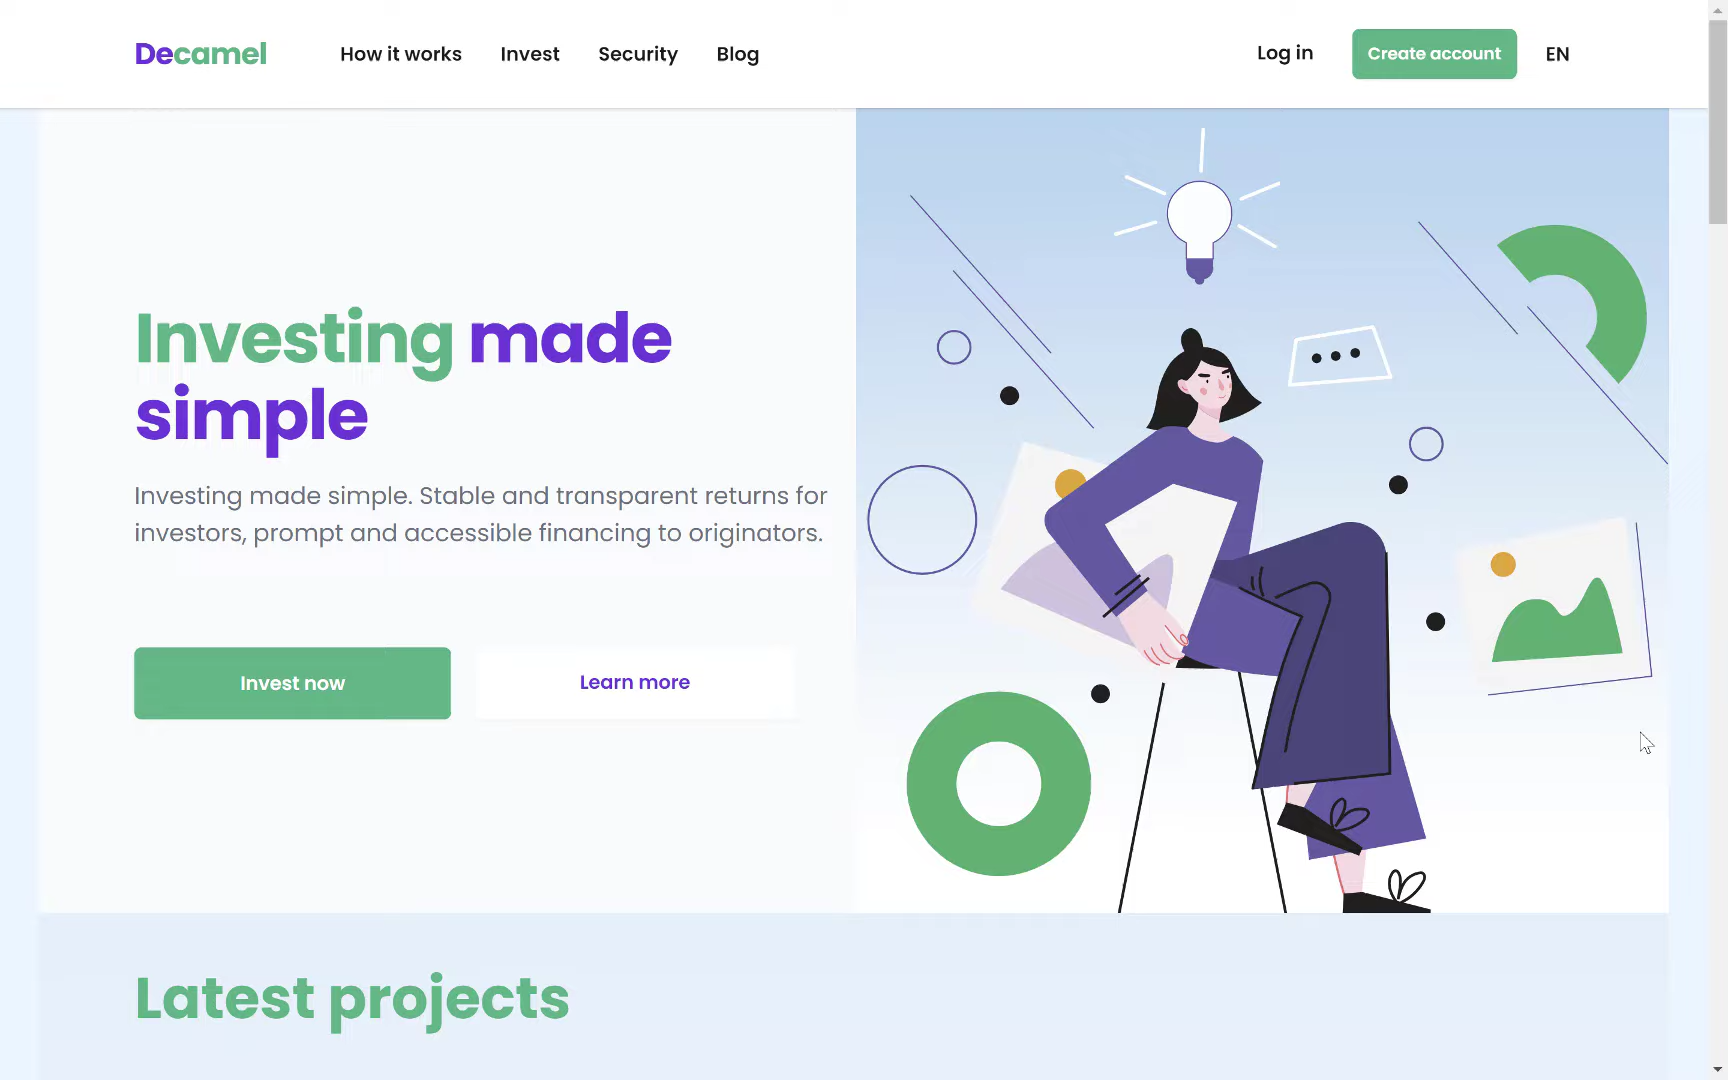 Decamel
How it works
Invest
Security
Blog
Log in
Create account
EN
Investing made
simple
Investing made simple. Stable and transparent returns for
investors, prompt and accessible financing to originators.
Invest now
Learn more
Latest projects